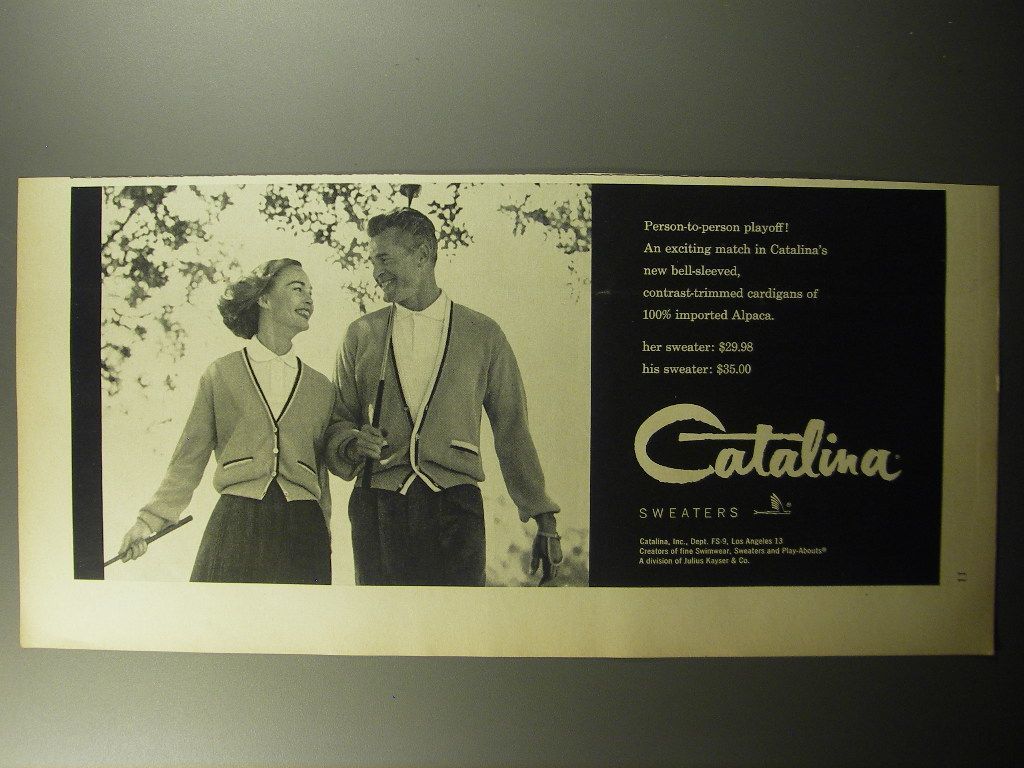 Person-to-person playoff!
An exciting match in Catalina's
new bell-sleeved,
contrast-trimmed cardigans of
100% imported Alpaca.
her sweater: $29.98
his sweater: $35.00
Catalina®
SWEATERS ®
Catalina, Inc., Dept. FS-9, Los Angeles 13
Creators of fine Swimwear, Sweaters and Play-Abouts®
A division of Julius Kayser & Co.
11